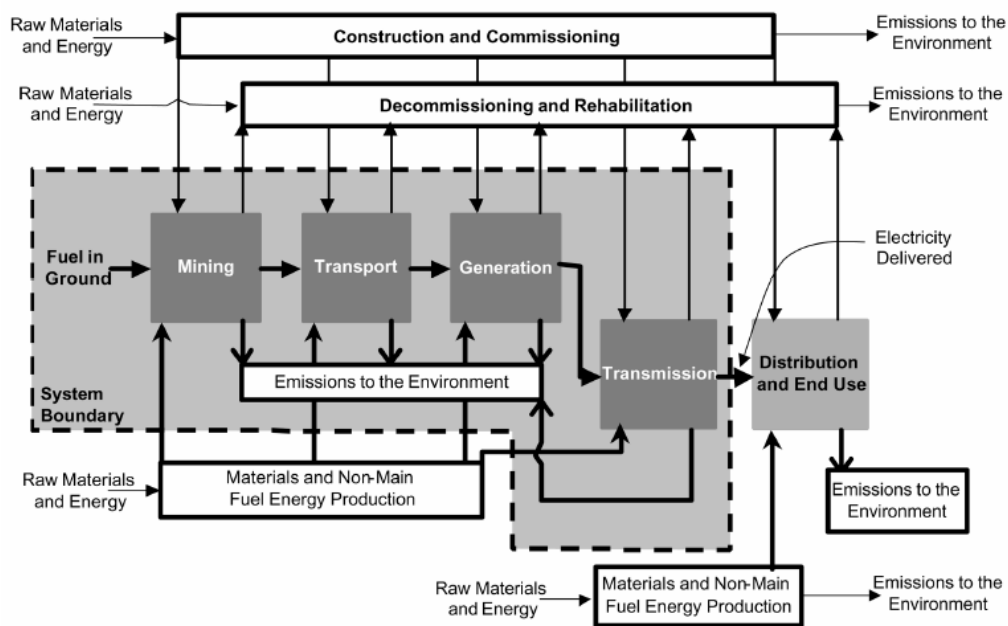 Raw Materials
and Energy
Construction and Commissioning
Emissions to the
Environment
Raw Materials
and Energy
Decommissioning and Rehabilitation
Emissions to the
Environment
Fuel in
Ground
Mining
Transport
Generation
Electricity
Delivered
Transmission
Distribution
and End Use
Emissions to the Environment
System
Boundary
Raw Materials
and Energy
Materials and Non-Main
Fuel Energy Production
Emissions to the
Environment
Raw Materials
and Energy
Materials and Non-Main
Fuel Energy Production
Emissions to the
Environment